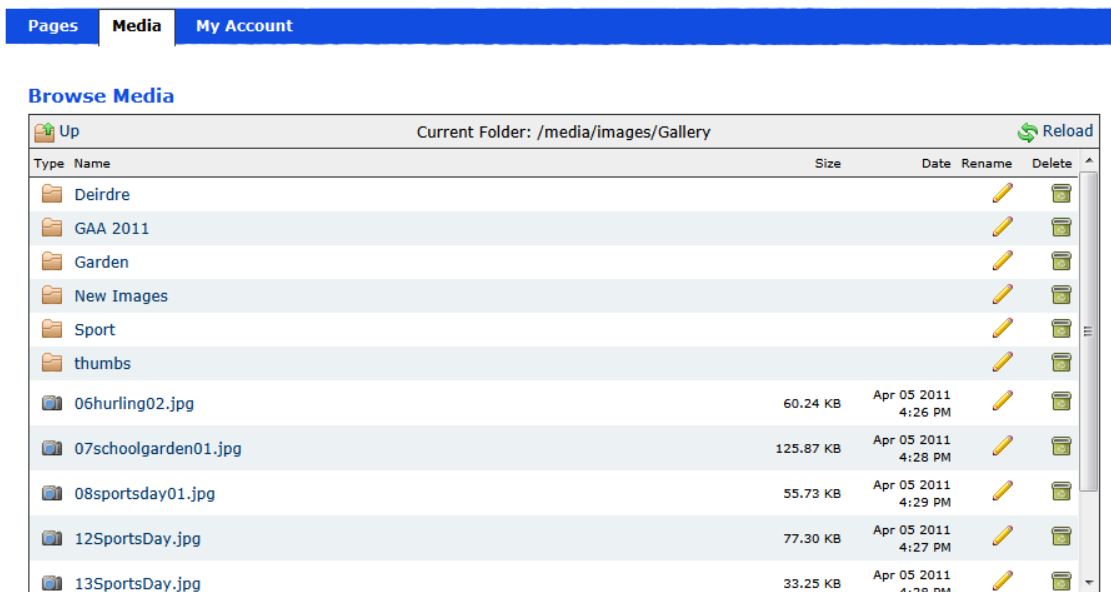 Pages Media My Account
Browse Media
Up Current Folder: /media/images/Gallery Reload
Type Name Size Date Rename Delete
Deirdre
GAA 2011
Garden
New Images
Sport
thumbs
06hurling02.jpg 60.24 KB Apr 05 2011
4:26 PM
07schoolgarden01.jpg 125.87 KB Apr 05 2011
4:28 PM
08sportsday01.jpg 55.73 KB Apr 05 2011
4:29 PM
12SportsDay.jpg 77.30 KB Apr 05 2011
4:27 PM
13SportsDay.jpg 33.25 KB Apr 05 2011
4:28 PM